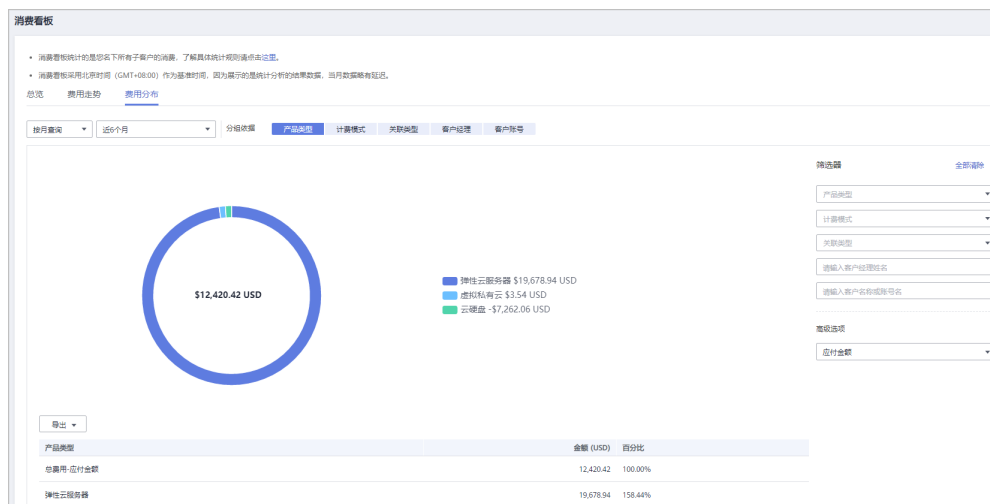 消费看板
• 消费看板统计的是您名下所有子客户的消费，了解具体统计规则请点击这里。
• 消费看板采用北京时间（GMT+08:00）作为基准时间，因为展示的是统计分析的结果数据，当月数据略有延迟。
总览 费用走势 费用分布
按月查询 近6个月 分组依据 产品类型 计费模式 关联类型 客户经理 客户账号
筛选器 全部清除
产品类型
计费模式
关联类型
请输入客户经理姓名
请输入客户名称或账号名
高级选项
应付金额
$12,420.42 USD
弹性云服务器 $19,678.94 USD
虚拟私有云 $3.54 USD
云硬盘 -$7,262.06 USD
导出
产品类型 金额 (USD) 百分比
总费用-应付金额 12,420.42 100.00%
弹性云服务器 19,678.94 158.44%